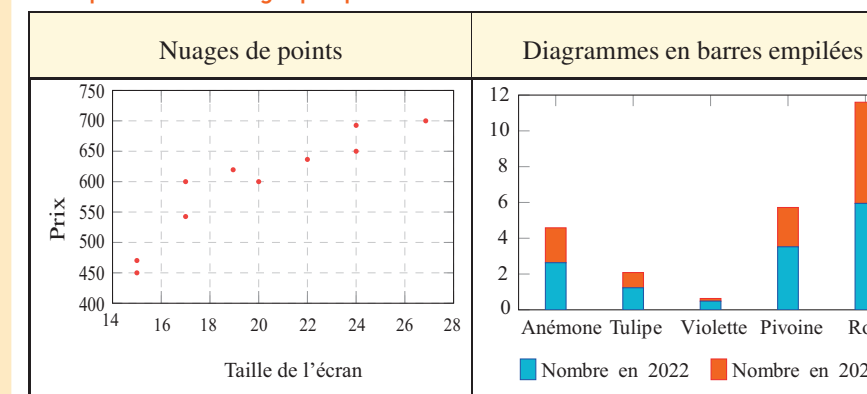 Nuages de points
Diagrammes en barres empilées
750
700
650
600
550
500
450
400
Prix
14 16 18 20 22 24 26 28
Taille de l'écran
12
10
8
6
4
2
0
Anémone Tulipe Violette Pivoine
Nombre en 2022 Nombre en